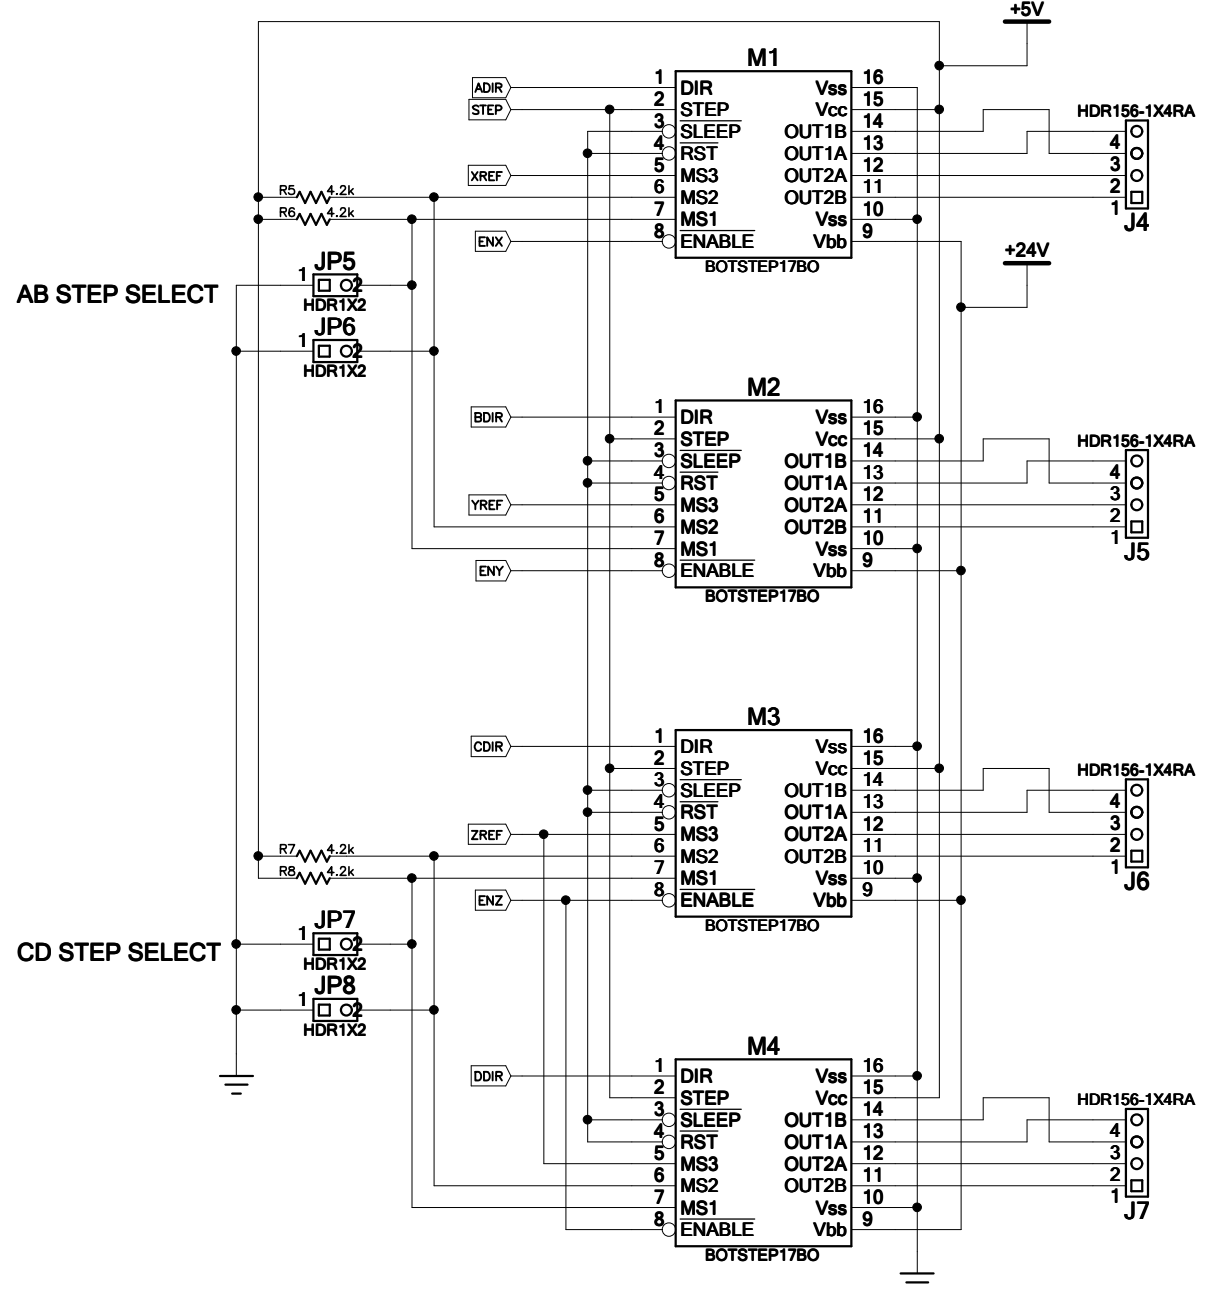 +5V
M1
ADIR 1 DIR Vss 16
STEP 2 STEP Vcc 15
HDR156-1X4RA
3 SLEEP OUT1B 14
4 RST OUT1A 13 4
XREF 5 MS3 OUT2A 12 3
R5 4.2k 6 MS2 OUT2B 11 2
R6 4.2k 7 MS1 Vss 10 1
J4
ENX 8 ENABLE Vbb 9
BOTSTEP17BO
+24V
JP5
1 2
HDR1X2
AB STEP SELECT
JP6
1 2
HDR1X2
M2
BDIR 1 DIR Vss 16
2 STEP Vcc 15
HDR156-1X4RA
3 SLEEP OUT1B 14
4 RST OUT1A 13 4
YREF 5 MS3 OUT2A 12 3
6 MS2 OUT2B 11 2
7 MS1 Vss 10 1
J5
ENY 8 ENABLE Vbb 9
BOTSTEP17BO
M3
CDIR 1 DIR Vss 16
2 STEP Vcc 15
HDR156-1X4RA
3 SLEEP OUT1B 14
4 RST OUT1A 13 4
ZREF 5 MS3 OUT2A 12 3
R7 4.2k 6 MS2 OUT2B 11 2
R8 4.2k 7 MS1 Vss 10 1
J6
ENZ 8 ENABLE Vbb 9
BOTSTEP17BO
JP7
1 2
HDR1X2
CD STEP SELECT
JP8
1 2
HDR1X2
M4
DDIR 1 DIR Vss 16
2 STEP Vcc 15
HDR156-1X4RA
3 SLEEP OUT1B 14
4 RST OUT1A 13 4
5 MS3 OUT2A 12 3
6 MS2 OUT2B 11 2
7 MS1 Vss 10 1
J7
8 ENABLE Vbb 9
BOTSTEP17BO